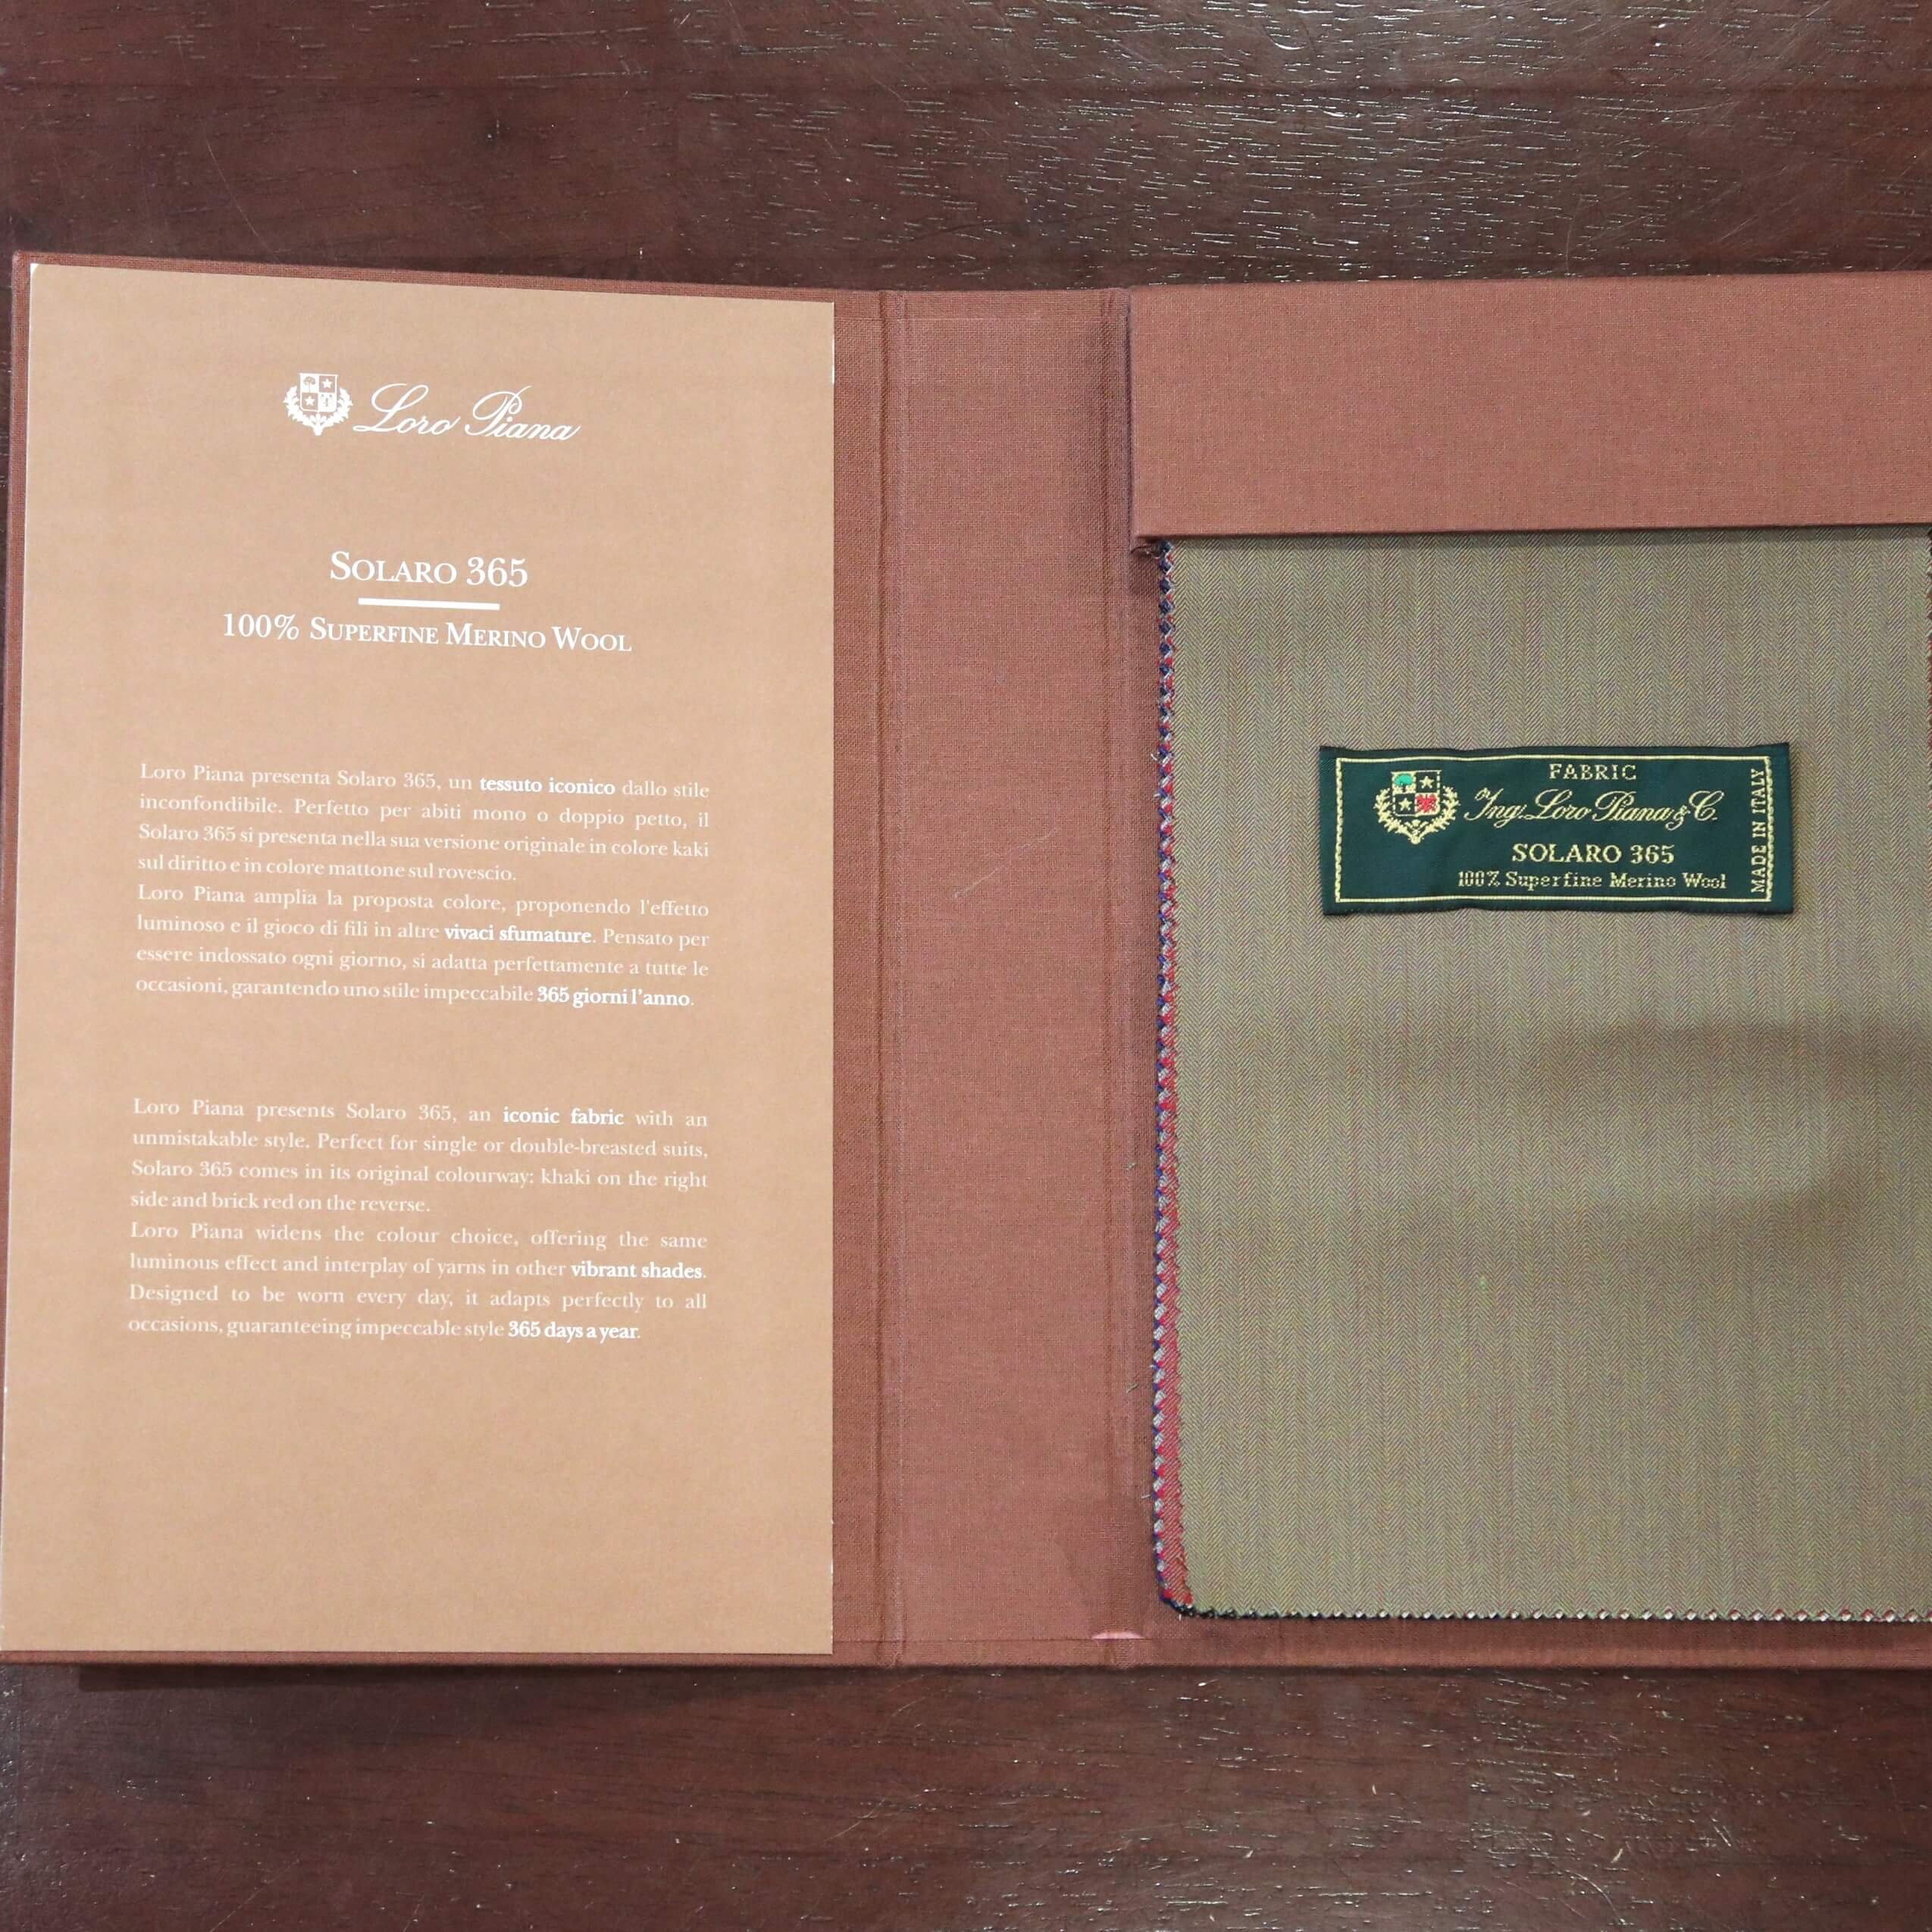 Loro Piana
SOLARO 365
100% SUPERFINE MERINO WOOL
Loro Piana presenta Solaro 365, un tessuto iconico dallo stile
inconfondibile. Perfetto per abiti mono o doppio petto, il
Solaro 365 si presenta nella sua versione originale in colore kaki
sul diritto e in colore mattone sul rovescio.
Loro Piana amplia la proposta colore, proponendo l'effetto
luminoso e il gioco di fili in altre vivaci sfumature. Pensato per
essere indossato ogni giorno, si adatta perfettamente a tutte le
occasioni, garantendo uno stile impeccabile 365 giorni l'anno.
Loro Piana presents Solaro 365, an iconic fabric with an
unmistakable style. Perfect for single or double-breasted suits,
Solaro 365 comes in its original colourway: khaki on the right
side and brick red on the reverse.
Loro Piana widens the colour choice, offering the same
luminous effect and interplay of yarns in other vibrant shades.
Designed to be worn every day, it adapts perfectly to all
occasions, guaranteeing impeccable style 365 days a year.
FABRIC
Ing. Loro Piana & C.
SOLARO 365
100% Superfine Merino Wool
MADE IN ITALY